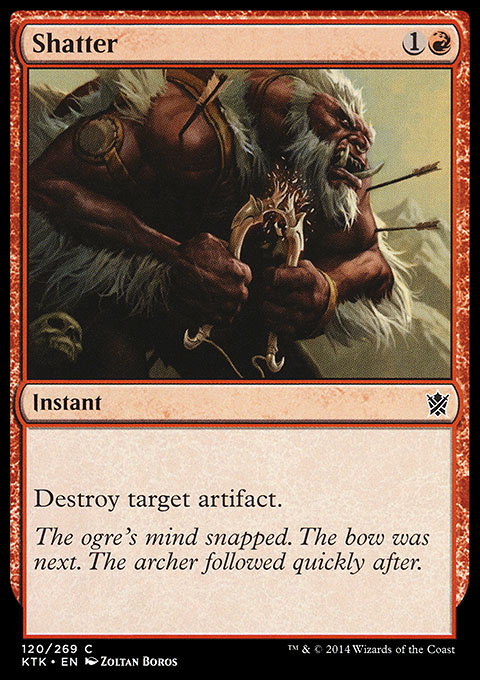 Shatter 1
Instant
Destroy target artifact.
The ogre's mind snapped. The bow was
next. The archer followed quickly after.
120/269 C
KTK • EN Zoltan Boros
™ & © 2014 Wizards of the Coast